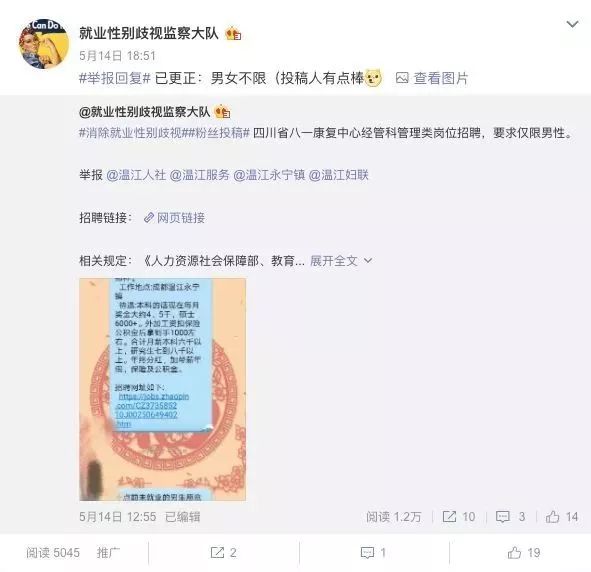 Can Do
就业性别歧视监察大队
5月14日 18:51
#举报回复# 已更正：男女不限（投稿人有点棒 查看图片
@就业性别歧视监察大队
#消除就业性别歧视##粉丝投稿# 四川省八一康复中心经管科管理类岗位招聘，要求仅限男性。
举报 @温江人社 @温江服务 @温江永宁镇 @温江妇联
招聘链接： 网页链接
相关规定：《人力资源社会保障部、教育... 展开全文
工作地点:成都温江永宁
镇
待遇:本科的话现在每月
奖金大约4、5千，硕士
6000+。外加工资扣保险
公积金后拿到手1000左
右。合计月薪本科六千以
上，研究生七到八千以
上，年终分红，加带薪年
假，保险及公积金。
招聘网址如下:
https://jobs.zhaopin
.com/CZ3735852
10J00250649402
.htm
5月14日 12:55 已编辑
阅读 1.2万 10 3 14
阅读 5045 推广 2 1 19